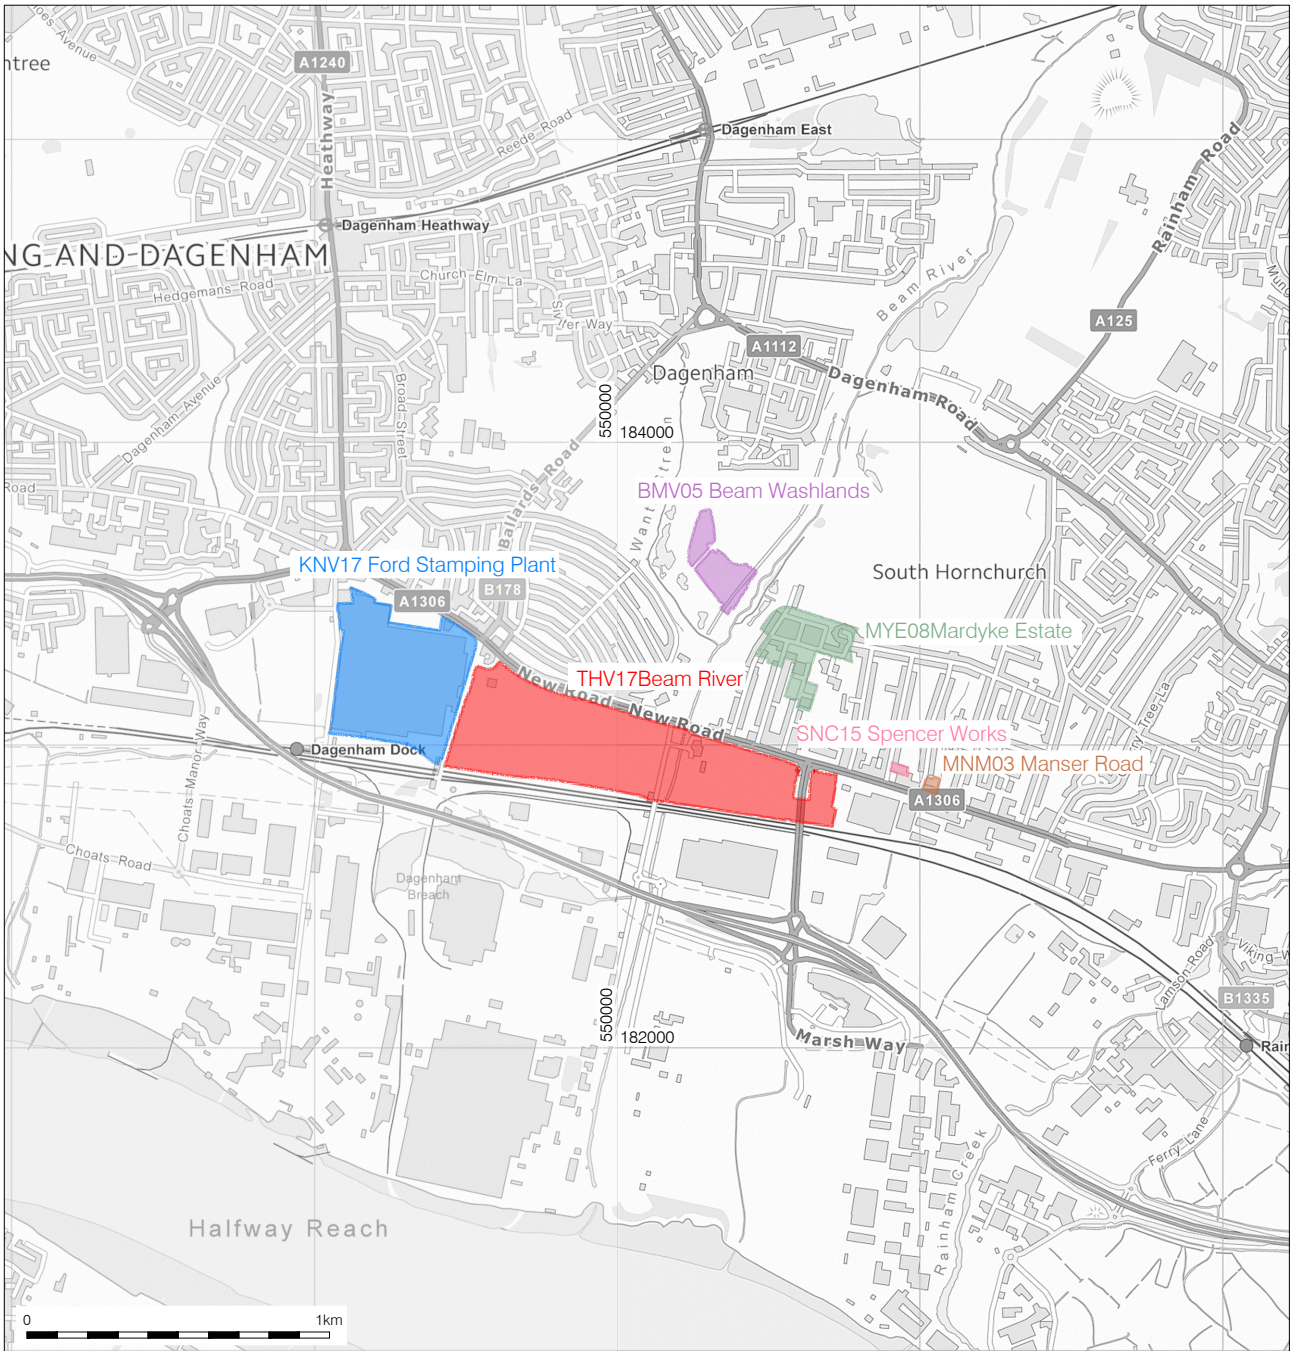 A1240
ntree
Heathway
Reede Road
Dagenham East
Rainham Road
Dagenham Heathway
NG AND DAGENHAM
Hedgemans Road
Church Elm La
Beam River
A125
A1112
Dagenham
Dagenham Road
Dagenham Avenue
Broad Street
550000
184000
Ballards Road
Road
BMV05 Beam Washlands
KNV17 Ford Stamping Plant
South Hornchurch
B178
A1306
MYE08Mardyke Estate
THV17Beam River
New Road
New Road
SNC15 Spencer Works
Dagenham Dock
MNM03 Manser Road
A1306
Choats Manor Way
Choats Road
Dagenham
Breach
Viking W
amson Road
B1335
550000
182000
Marsh Way
Rain
Ferry Lane
Rainham Creek
Halfway Reach
0
1km